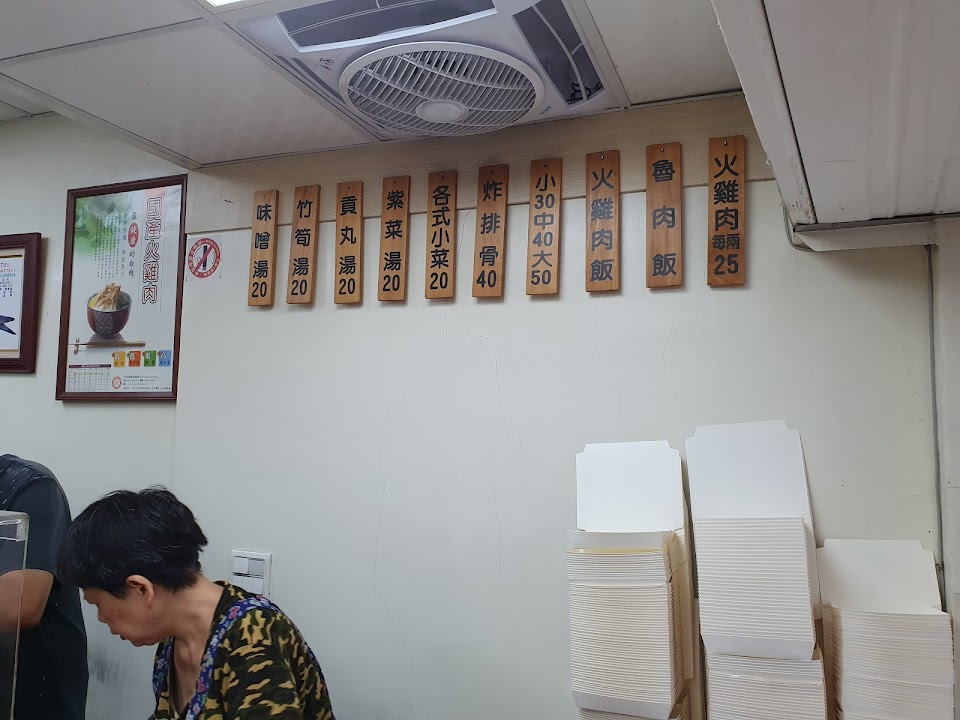 火雞肉每兩25
魯肉飯
火雞肉飯
小30中40大50
炸排骨40
各式小菜20
紫菜湯20
貢丸湯20
竹筍湯20
味噌湯20
國產火雞肉